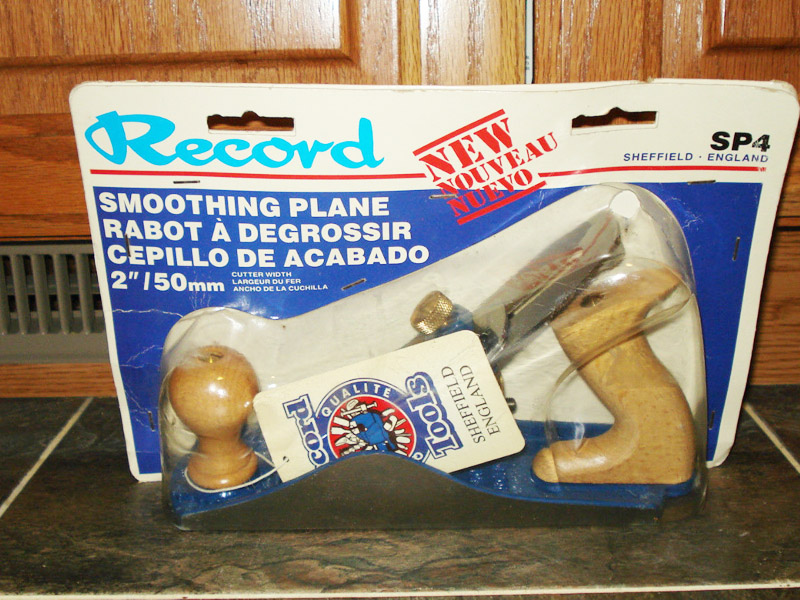 Record
NEW
NOUVEAU
NUEVO
SP4
SHEFFIELD · ENGLAND
SMOOTHING PLANE
RABOT À DEGROSSIR
CEPILLO DE ACABADO
2"/50mm
CUTTER WIDTH
LARGEUR DU FER
ANCHO DE LA CUCHILLA
QUALITÉ
Tools
SHEFFIELD
ENGLAND